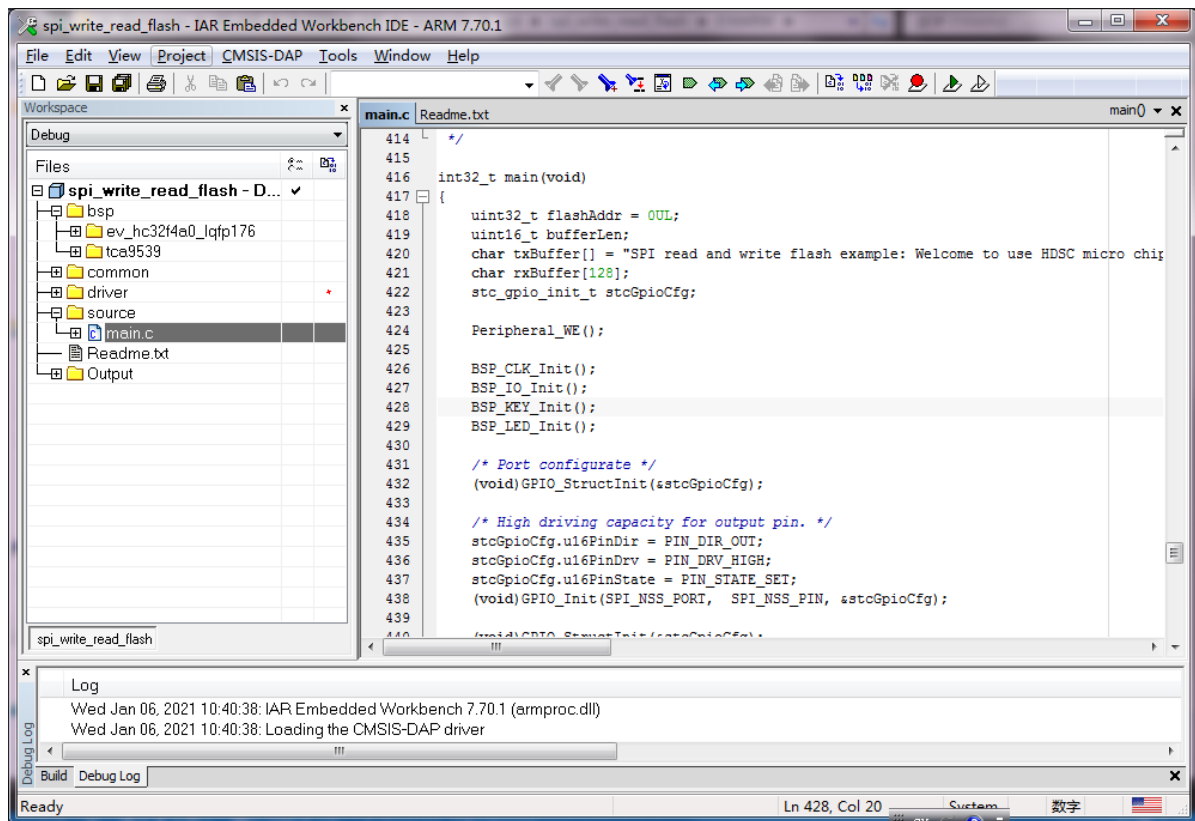 spi_write_read_flash - IAR Embedded Workbench IDE - ARM 7.70.1
File Edit View Project CMSIS-DAP Tools Window Help
Workspace
Debug
Files
spi_write_read_flash - D...
bsp
ev_hc32f4a0_lqfp176
tca9539
common
driver
source
main.c
Readme.txt
Output
spi_write_read_flash
main.c Readme.txt
main()
414 */
415
416 int32_t main(void)
417 {
418 uint32_t flashAddr = 0UL;
419 uint16_t bufferLen;
420 char txBuffer[] = "SPI read and write flash example: Welcome to use HDSC micro chip
421 char rxBuffer[128];
422 stc_gpio_init_t stcGpioCfg;
423
424 Peripheral_WE();
425
426 BSP_CLK_Init();
427 BSP_IO_Init();
428 BSP_KEY_Init();
429 BSP_LED_Init();
430
431 /* Port configurate */
432 (void)GPIO_StructInit(&stcGpioCfg);
433
434 /* High driving capacity for output pin. */
435 stcGpioCfg.u16PinDir = PIN_DIR_OUT;
436 stcGpioCfg.u16PinDrv = PIN_DRV_HIGH;
437 stcGpioCfg.u16PinState = PIN_STATE_SET;
438 (void)GPIO_Init(SPI_NSS_PORT, SPI_NSS_PIN, &stcGpioCfg);
439
440 (void)GPIO_StructInit(&stcGpioCfg);
Debug Log
Log
Wed Jan 06, 2021 10:40:38: IAR Embedded Workbench 7.70.1 (armproc.dll)
Wed Jan 06, 2021 10:40:38: Loading the CMSIS-DAP driver
Build Debug Log
Ready
Ln 428, Col 20
System
数字